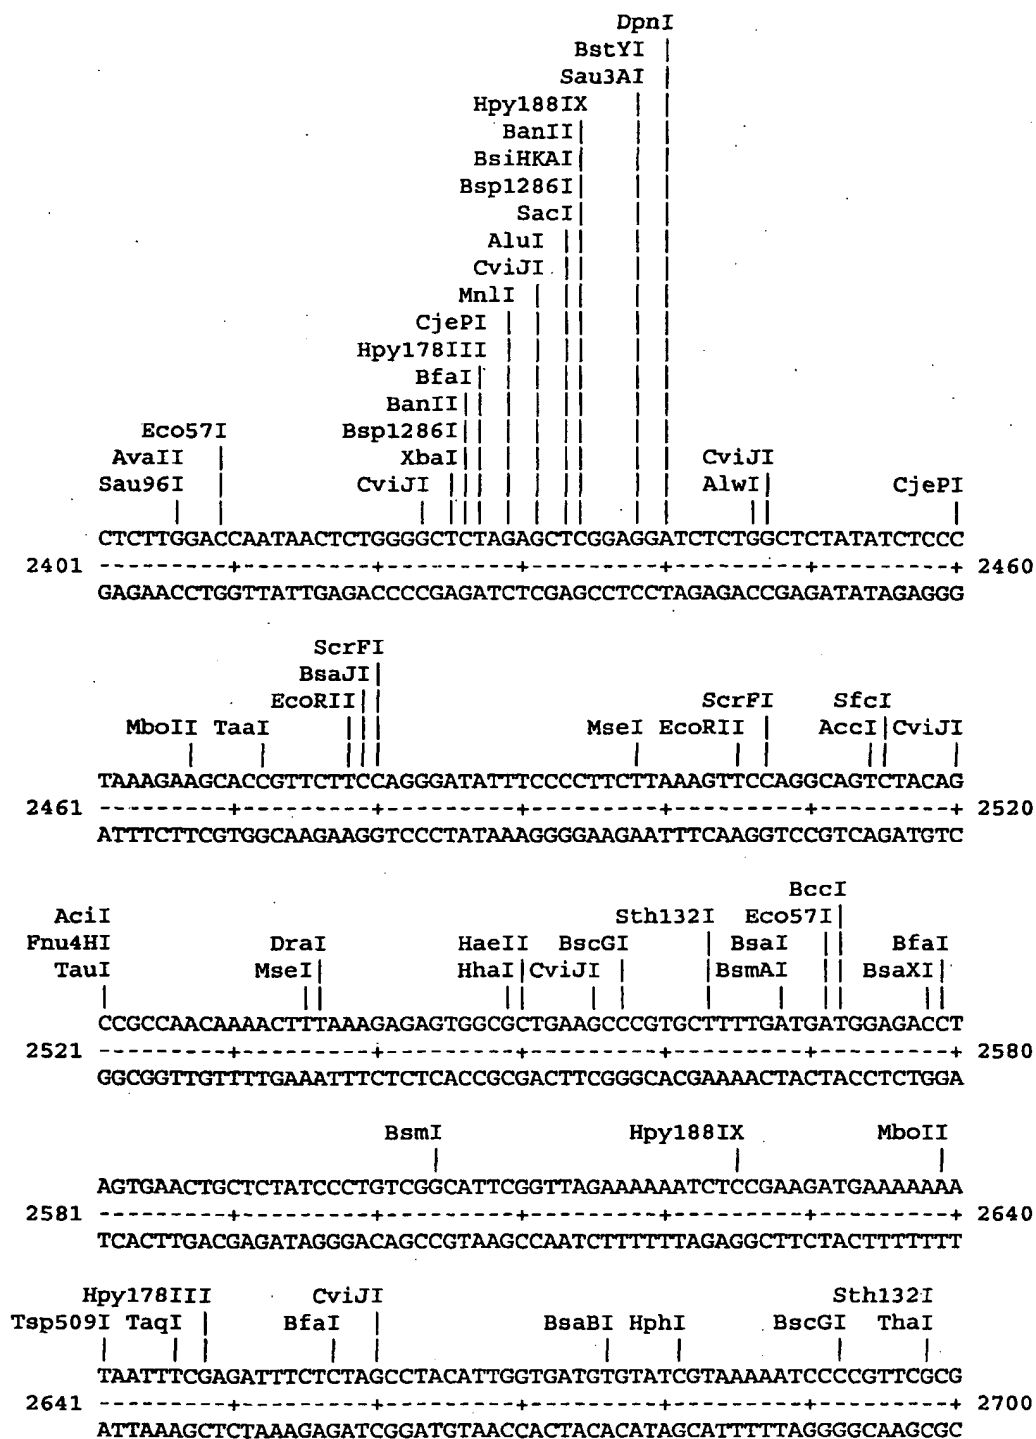 DpnI
BstYI
Sau3AI
Hpy188IX
BanII
BsiHKAI
Bsp1286I
SacI
AluI
CviJI
MnlI
CjePI
Hpy178III
BfaI
BanII
Eco57I Bsp1286I
AvaII XbaI CviJI
Sau96I CviJI AlwI CjePI
CTCTTGGACCAATAACTCTGGGGCTCTAGAGCTCGGAGGATCTCTGGCTCTATATCTCCC
2401 ---------+---------+---------+---------+---------+---------+ 2460
GAGAACCTGGTTATTGAGACCCCGAGATCTCGAGCCTCCTAGAGACCGAGATATAGAGGG
ScrFI
BsaJI
EcoRII ScrFI SfcI
MboII TaaI MseI EcoRII AccI CviJI
TAAAGAAGCACCGTTCTTCCAGGGATATTTCCCCTTCTTAAAGTTCCAGGCAGTCTACAG
2461 ---------+---------+---------+---------+---------+---------+ 2520
ATTTCTTCGTGGCAAGAAGGTCCCTATAAAGGGGAAGAATTTCAAGGTCCGTCAGATGTC
BccI
AciI Sth132I Eco57I
Fnu4HI DraI HaeII BscGI BsaI BfaI
TauI MseI HhaI CviJI BsmAI BsaXI
CCGCCAACAAAACTTTAAAGAGAGTGGCGCTGAAGCCCGTGCTTTTGATGATGGAGACCT
2521 ---------+---------+---------+---------+---------+---------+ 2580
GGCGGTTGTTTTGAAATTTCTCTCACCGCGACTTCGGGCACGAAAACTACTACCTCTGGA
BsmI Hpy188IX MboII
AGTGAACTGCTCTATCCCTGTCGGCATTCGGTTAGAAAAAATCTCCGAAGATGAAAAAAA
2581 ---------+---------+---------+---------+---------+---------+ 2640
TCACTTGACGAGATAGGGACAGCCGTAAGCCAATCTTTTTTAGAGGCTTCTACTTTTTTT
Hpy178III CviJI Sth132I
Tsp509I TaqI BfaI BsaBI HphI BscGI ThaI
TAATTTCGAGATTTCTCTAGCCTACATTGGTGATGTGTATCGTAAAAATCCCCGTTCGCG
2641 ---------+---------+---------+---------+---------+---------+ 2700
ATTAAAGCTCTAAAGAGATCGGATGTAACCACTACACATAGCATTTTTAGGGGCAAGCGC